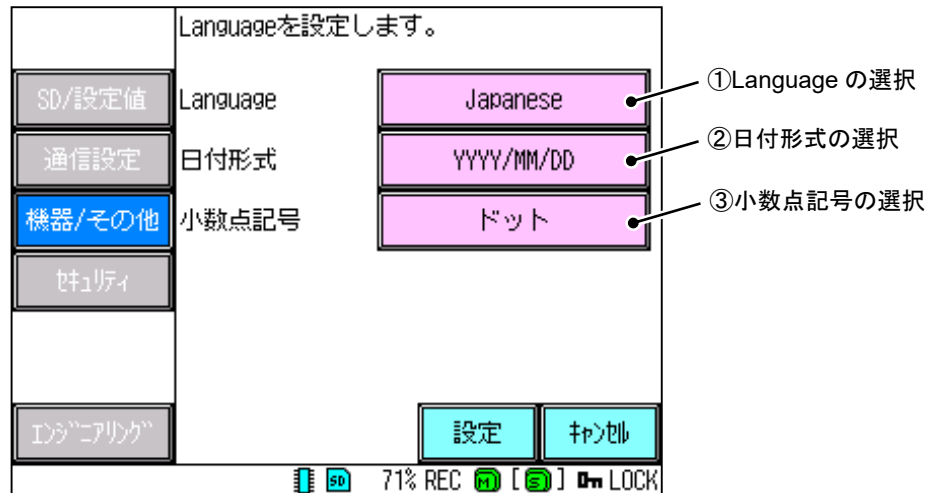 Languageを設定します。
SD/設定値
Language
Japanese
①Language の選択
通信設定
日付形式
YYYY/MM/DD
②日付形式の選択
機器/その他
小数点記号
ドット
③小数点記号の選択
ｾｷｭﾘﾃｨ
ｴﾝｼﾞﾆｱﾘﾝｸﾞ
設定
ｷｬﾝｾﾙ
SD 71% REC M [S] LOCK